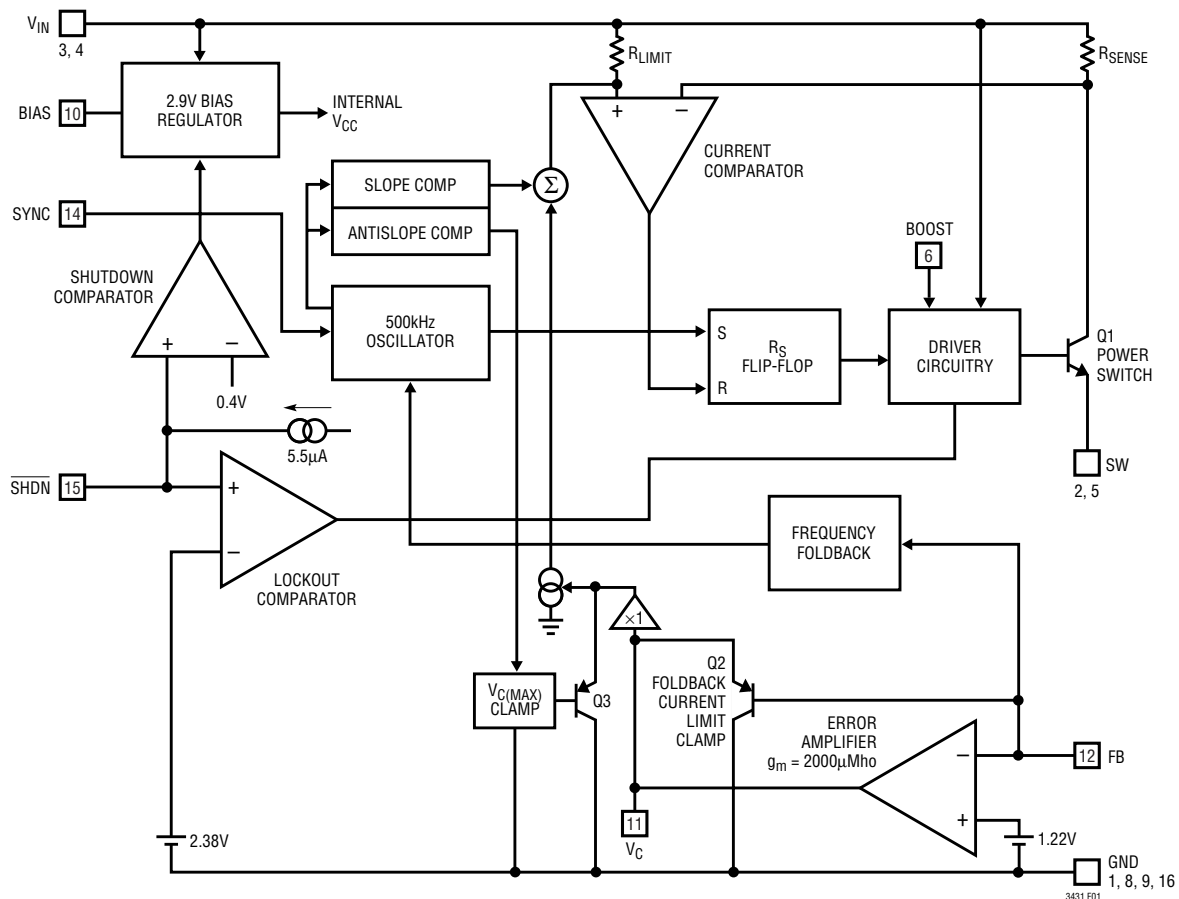 VIN
3, 4
RLIMIT
RSENSE
2.9V BIAS
REGULATOR
INTERNAL
VCC
BIAS
10
+
–
CURRENT
COMPARATOR
SLOPE COMP
Σ
SYNC
14
ANTISLOPE COMP
BOOST
6
SHUTDOWN
COMPARATOR
500kHz
OSCILLATOR
S
RS
FLIP-FLOP
R
DRIVER
CIRCUITRY
Q1
POWER
SWITCH
+
–
0.4V
5.5µA
SHDN
15
+
–
SW
2, 5
FREQUENCY
FOLDBACK
LOCKOUT
COMPARATOR
×1
VC(MAX)
CLAMP
Q3
Q2
FOLDBACK
CURRENT
LIMIT
CLAMP
ERROR
AMPLIFIER
gm = 2000µMho
–
+
12
FB
11
VC
2.38V
1.22V
GND
1, 8, 9, 16
3431 F01